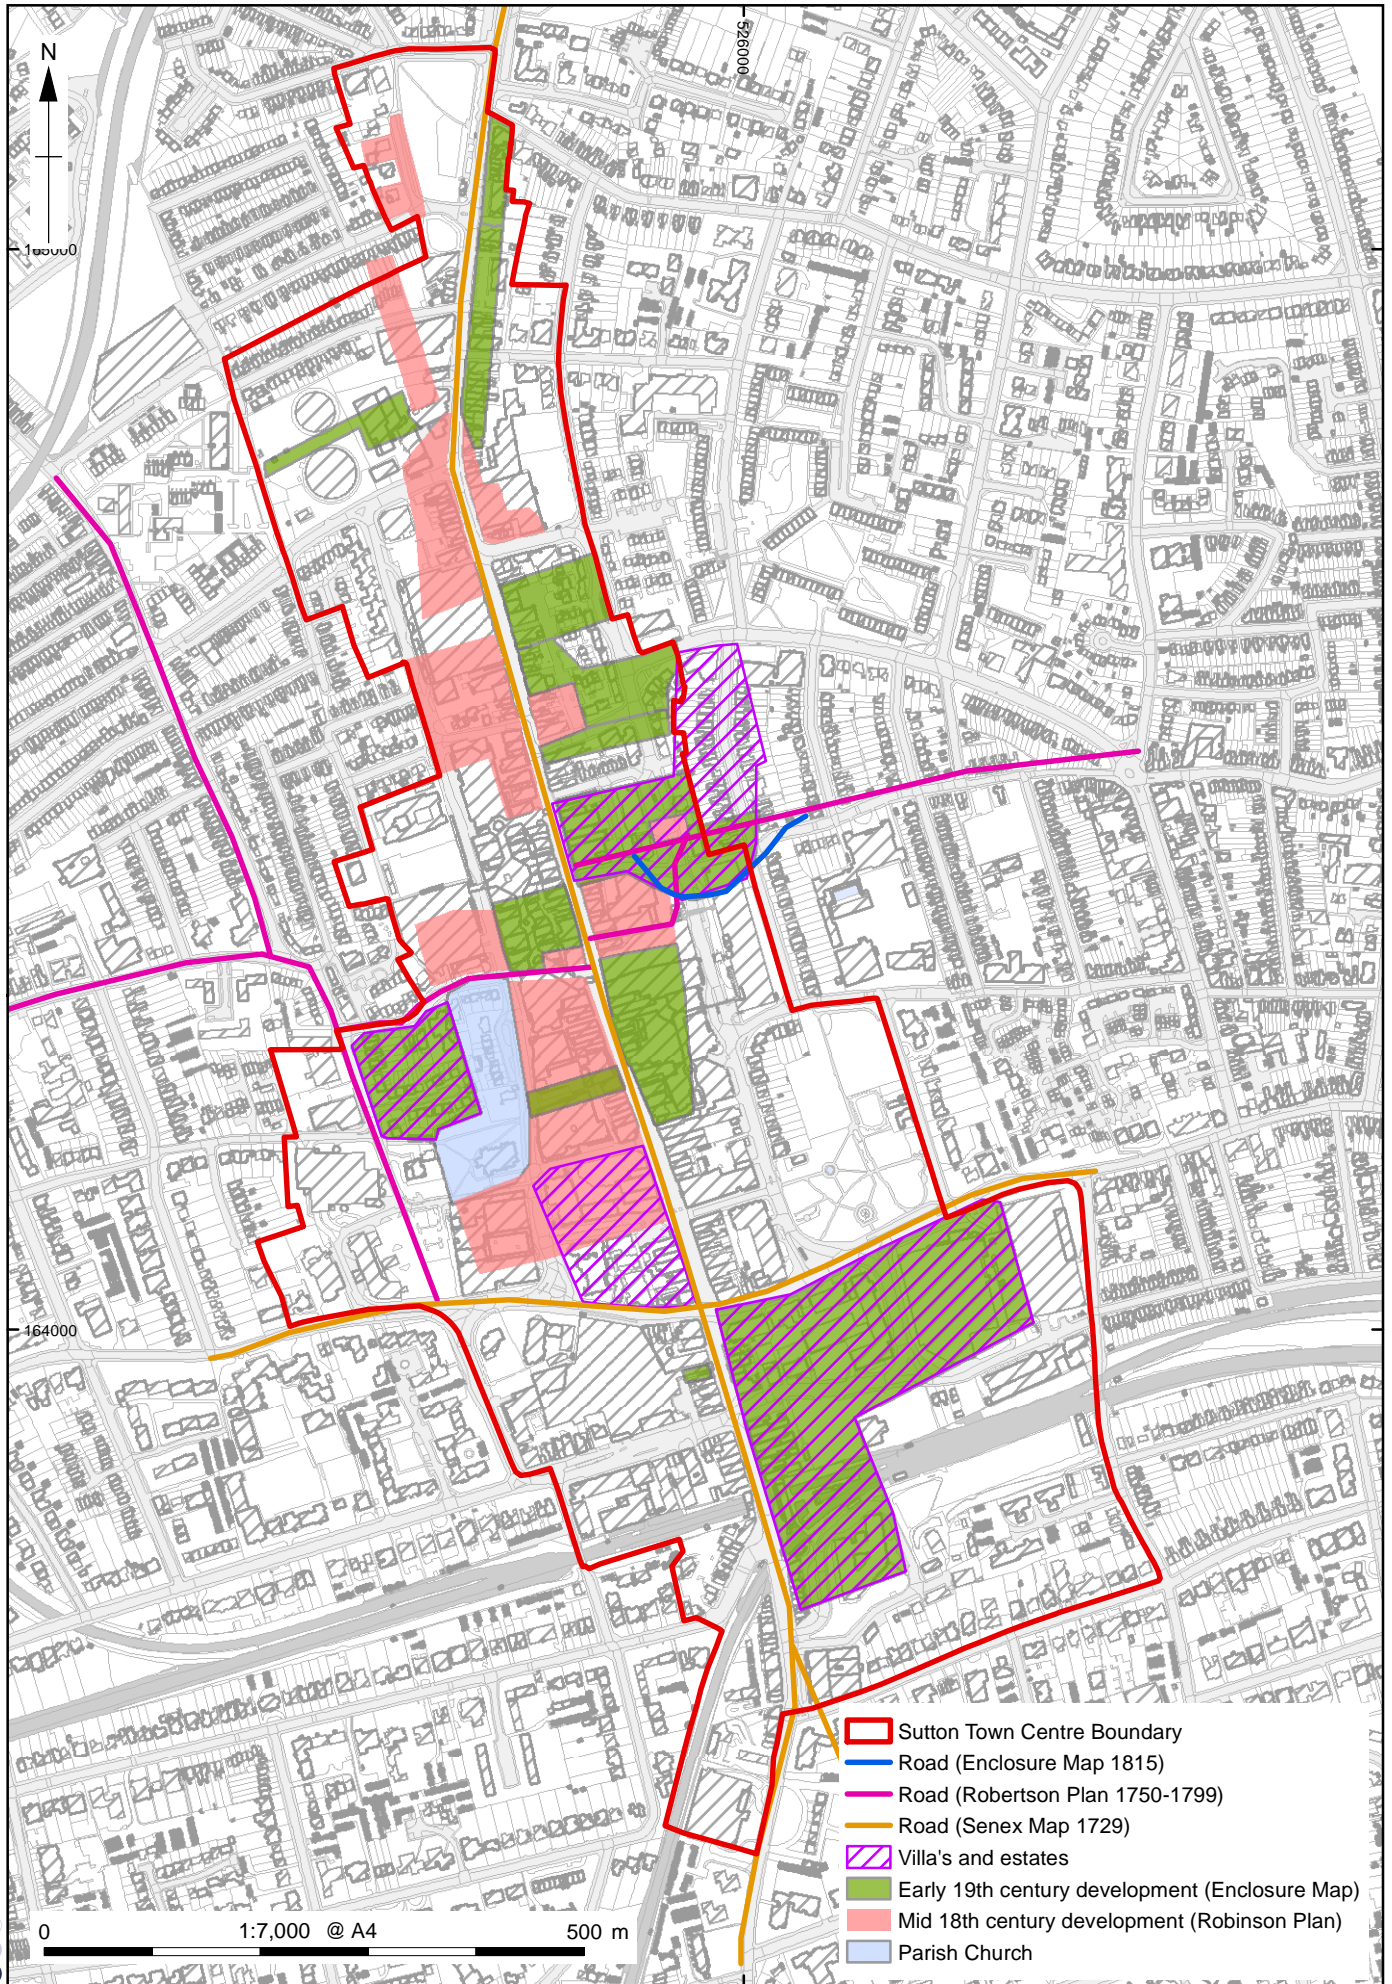 N
526000
165000
164000
Sutton Town Centre Boundary
Road (Enclosure Map 1815)
Road (Robertson Plan 1750-1799)
Road (Senex Map 1729)
Villa's and estates
Early 19th century development (Enclosure Map)
Mid 18th century development (Robinson Plan)
Parish Church
0 1:7,000 @ A4 500 m